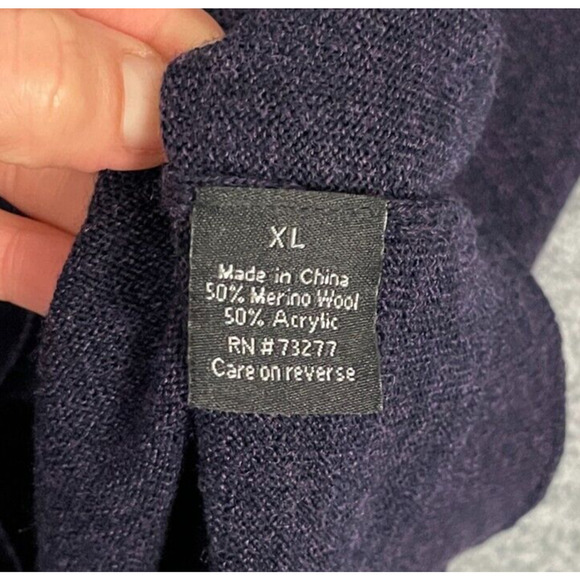 XL
Made in China
50% Merino Wool
50% Acrylic
RN #73277
Care on reverse